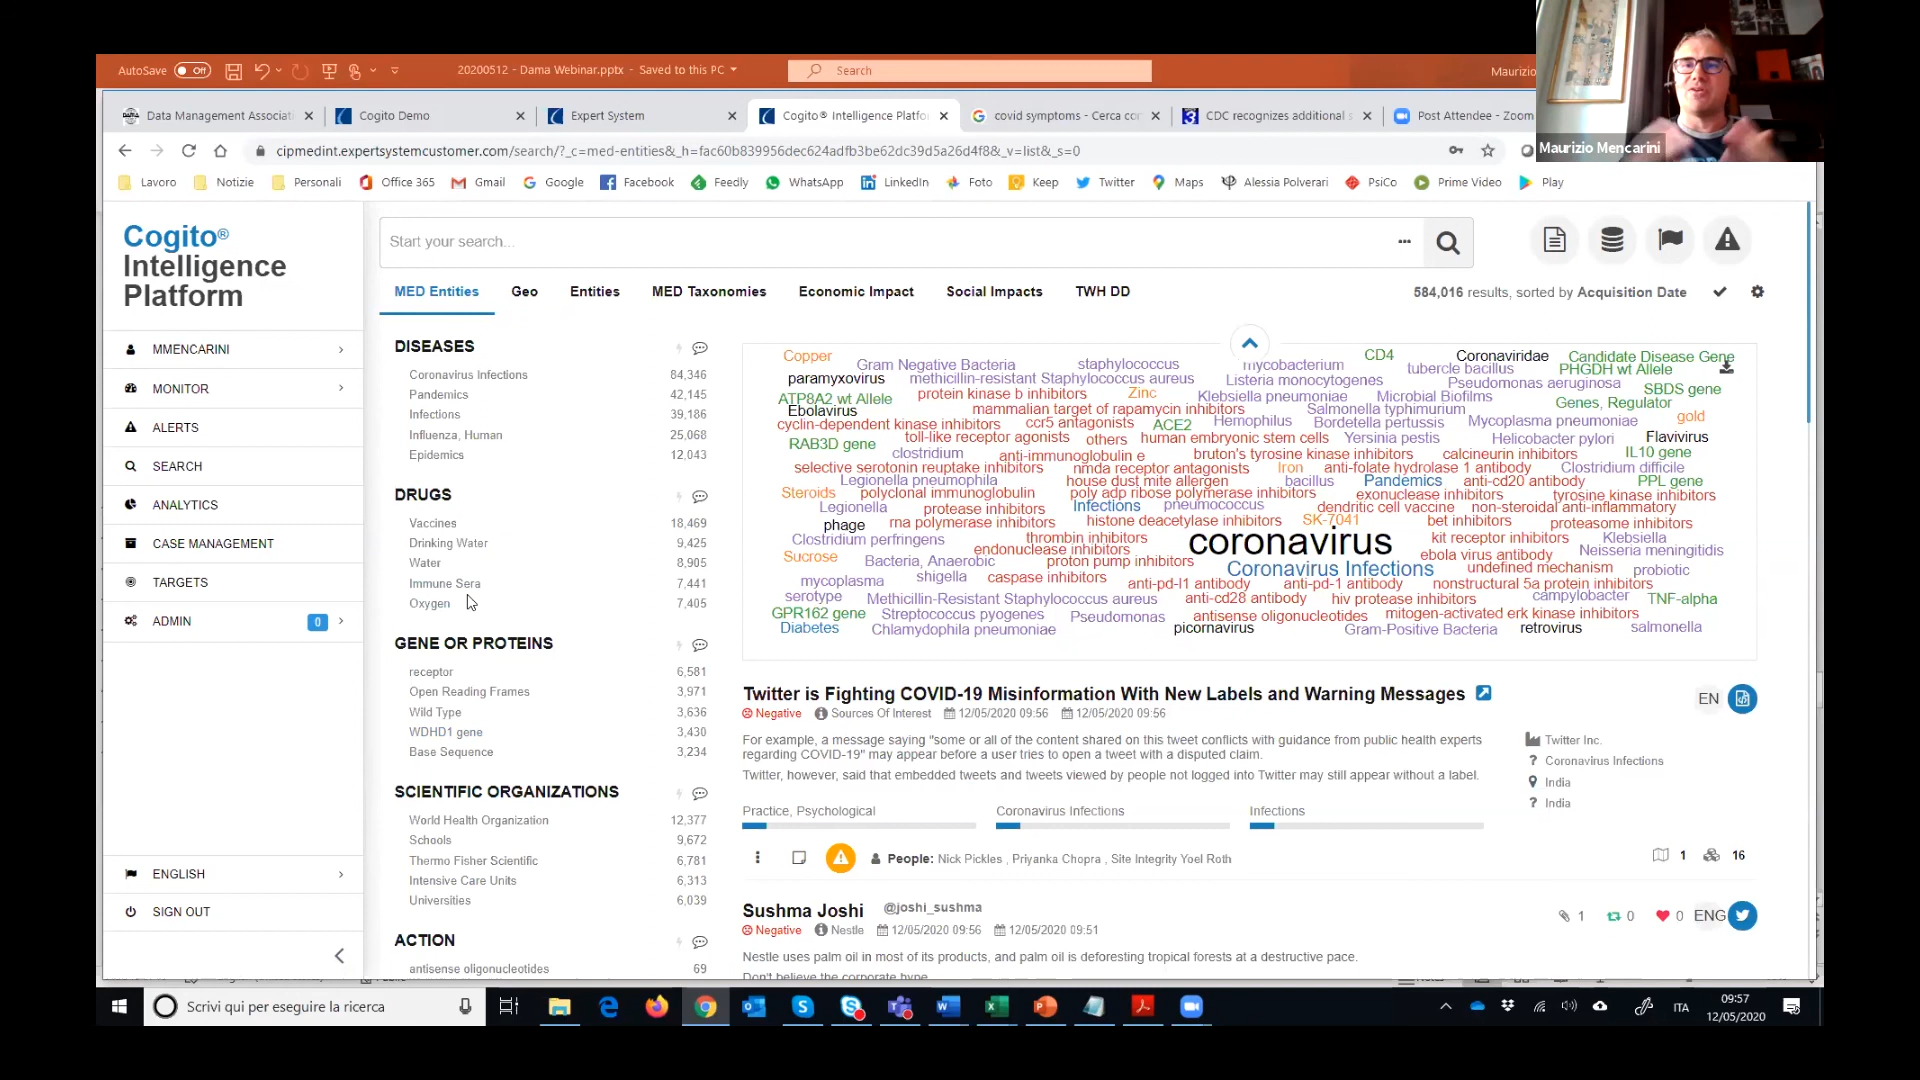 AutoSave Off
20200512 - Dama Webinar.pptx - Saved to this PC
Search
Maurizio
Maurizio Mencarini
Data Management Associati
Cogito Demo
Expert System
Cogito® Intelligence Platfo
covid symptoms - Cerca co
CDC recognizes additional s
Post Attendee - Zoom
cipmedint.expertsystemcustomer.com/search/?_c=med-entities&_h=fac60b839956dec624adfb3be62dc39d5a26d4f8&_v=list&_s=0
Lavoro Notizie Personali Office 365 Gmail Google Facebook Feedly WhatsApp LinkedIn Foto Keep Twitter Maps Alessia Polverari PsiCo Prime Video Play
Cogito®
Intelligence
Platform
MMENCARINI
MONITOR
ALERTS
SEARCH
ANALYTICS
CASE MANAGEMENT
TARGETS
ADMIN 0
ENGLISH
SIGN OUT
Start your search...
MED Entities Geo Entities MED Taxonomies Economic Impact Social Impacts TWH DD
584,016 results, sorted by Acquisition Date
DISEASES
Coronavirus Infections 84,346
Pandemics 42,145
Infections 39,186
Influenza, Human 25,068
Epidemics 12,043
DRUGS
Vaccines 18,469
Drinking Water 9,425
Water 8,905
Immune Sera 7,441
Oxygen 7,405
GENE OR PROTEINS
receptor 6,581
Open Reading Frames 3,971
Wild Type 3,636
WDHD1 gene 3,430
Base Sequence 3,234
SCIENTIFIC ORGANIZATIONS
World Health Organization 12,377
Schools 9,672
Thermo Fisher Scientific 6,781
Intensive Care Units 6,313
Universities 6,039
ACTION
antisense oligonucleotides 69
Copper Gram Negative Bacteria staphylococcus mycobacterium CD4 Coronaviridae Candidate Disease Gene
tubercle bacillus PHGDH wt Allele
paramyxovirus methicillin-resistant Staphylococcus aureus Listeria monocytogenes Pseudomonas aeruginosa SBDS gene
ATP8A2 wt Allele protein kinase b inhibitors Zinc Klebsiella pneumoniae Microbial Biofilms Genes, Regulator
Ebolavirus mammalian target of rapamycin inhibitors Salmonella typhimurium gold
cyclin-dependent kinase inhibitors ccr5 antagonists ACE2 Hemophilus Bordetella pertussis Mycoplasma pneumoniae
RAB3D gene toll-like receptor agonists others human embryonic stem cells Yersinia pestis Helicobacter pylori Flavivirus
clostridium anti-immunoglobulin e bruton's tyrosine kinase inhibitors calcineurin inhibitors IL10 gene
selective serotonin reuptake inhibitors nmda receptor antagonists Iron anti-folate hydrolase 1 antibody Clostridium difficile
Legionella pneumophila house dust mite allergen bacillus Pandemics anti-cd20 antibody PPL gene
Steroids polyclonal immunoglobulin poly adp ribose polymerase inhibitors exonuclease inhibitors tyrosine kinase inhibitors
Legionella protease inhibitors Infections pneumococcus dendritic cell vaccine non-steroidal anti-inflammatory
phage rna polymerase inhibitors histone deacetylase inhibitors SK-7041 bet inhibitors proteasome inhibitors
Clostridium perfringens thrombin inhibitors coronavirus kit receptor inhibitors Klebsiella
Sucrose Bacteria, Anaerobic endonuclease inhibitors proton pump inhibitors ebola virus antibody Neisseria meningitidis
Coronavirus Infections undefined mechanism probiotic
mycoplasma shigella caspase inhibitors anti-pd-l1 antibody anti-pd-1 antibody nonstructural 5a protein inhibitors
serotype Methicillin-Resistant Staphylococcus aureus anti-cd28 antibody hiv protease inhibitors campylobacter TNF-alpha
GPR162 gene Streptococcus pyogenes Pseudomonas antisense oligonucleotides mitogen-activated erk kinase inhibitors
Diabetes Chlamydophila pneumoniae picornavirus Gram-Positive Bacteria retrovirus salmonella
Twitter is Fighting COVID-19 Misinformation With New Labels and Warning Messages EN
Negative Sources Of Interest 12/05/2020 09:56 12/05/2020 09:56
For example, a message saying "some or all of the content shared on this tweet conflicts with guidance from public health experts
regarding COVID-19" may appear before a user tries to open a tweet with a disputed claim.
Twitter, however, said that embedded tweets and tweets viewed by people not logged into Twitter may still appear without a label.
Twitter Inc.
Coronavirus Infections
India
India
Practice, Psychological Coronavirus Infections Infections
People: Nick Pickles , Priyanka Chopra , Site Integrity Yoel Roth 1 16
Sushma Joshi @joshi_sushma 1 0 0 ENG
Negative Nestle 12/05/2020 09:56 12/05/2020 09:51
Nestle uses palm oil in most of its products, and palm oil is deforesting tropical forests at a destructive pace.
Don't believe the corporate hype
Scrivi qui per eseguire la ricerca
ITA
09:57
12/05/2020